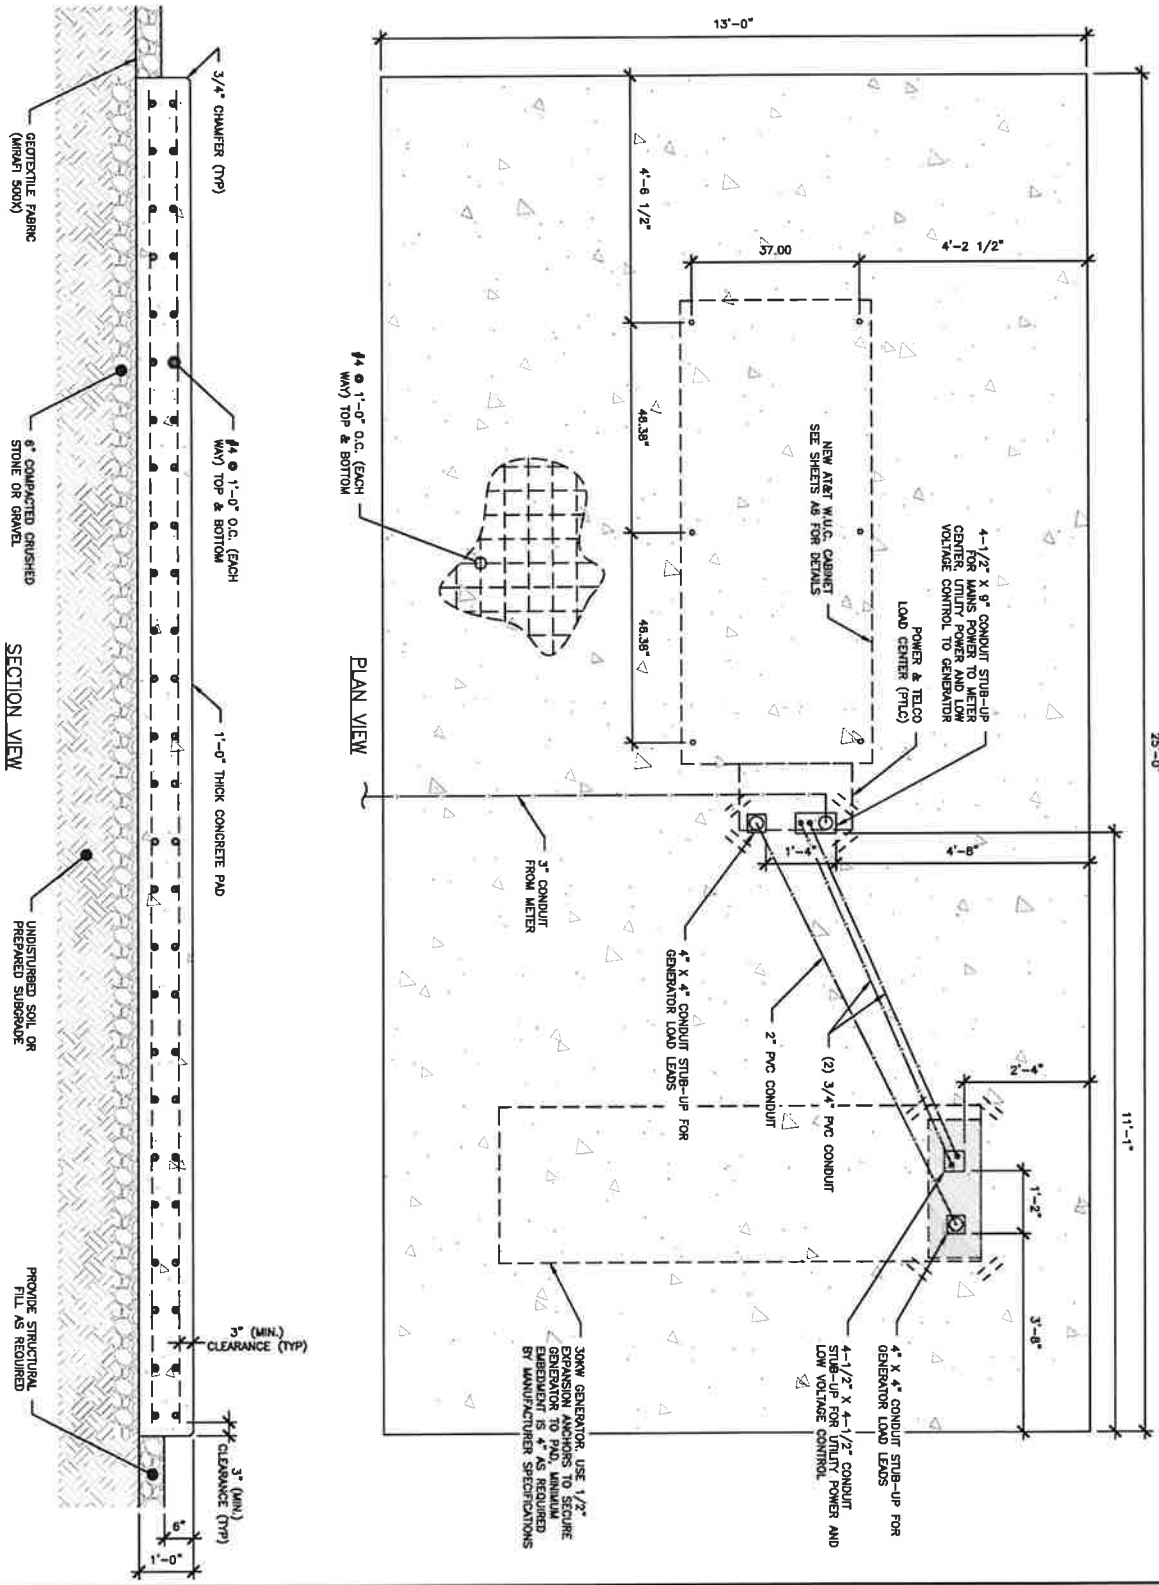 25'-0"
11'-1"
2'-4"
1'-2"
3'-8"
4'-8"
1'-4"
13'-0"
4'-2 1/2"
37.00
4'-6 1/2"
48.38"
48.38"
4-1/2" X 9" CONDUIT STUB-UP
FOR MAINS POWER TO METER
CENTER, UTILITY POWER AND LOW
VOLTAGE CONTROL TO GENERATOR
POWER & TELCO
LOAD CENTER (PTLC)
NEW AT&T W.U.C. CABINET
SEE SHEETS A8 FOR DETAILS
4" X 4" CONDUIT STUB-UP FOR
GENERATOR LOAD LEADS
4-1/2" X 4-1/2" CONDUIT
STUB-UP FOR UTILITY POWER AND
LOW VOLTAGE CONTROL
(2) 3/4" PVC CONDUIT
2" PVC CONDUIT
4" X 4" CONDUIT STUB-UP FOR
GENERATOR LOAD LEADS
3" CONDUIT
FROM METER
30KW GENERATOR. USE 1/2"
EXPANSION ANCHORS TO SECURE
GENERATOR TO PAD, MINIMUM
EMBEDMENT IS 4" AS REQUIRED
BY MANUFACTURER SPECIFICATIONS
#4 @ 1'-0" O.C. (EACH
WAY) TOP & BOTTOM
PLAN VIEW
3/4" CHAMFER (TYP)
#4 @ 1'-0" O.C. (EACH
WAY) TOP & BOTTOM
1'-0" THICK CONCRETE PAD
3" (MIN.)
CLEARANCE (TYP)
3" (MIN.)
CLEARANCE (TYP)
6"
1'-0"
GEOTEXTILE FABRIC
(MIRAFI 500X)
6" COMPACTED CRUSHED
STONE OR GRAVEL
UNDISTURBED SOIL OR
PREPARED SUBGRADE
PROVIDE STRUCTURAL
FILL AS REQUIRED
SECTION VIEW